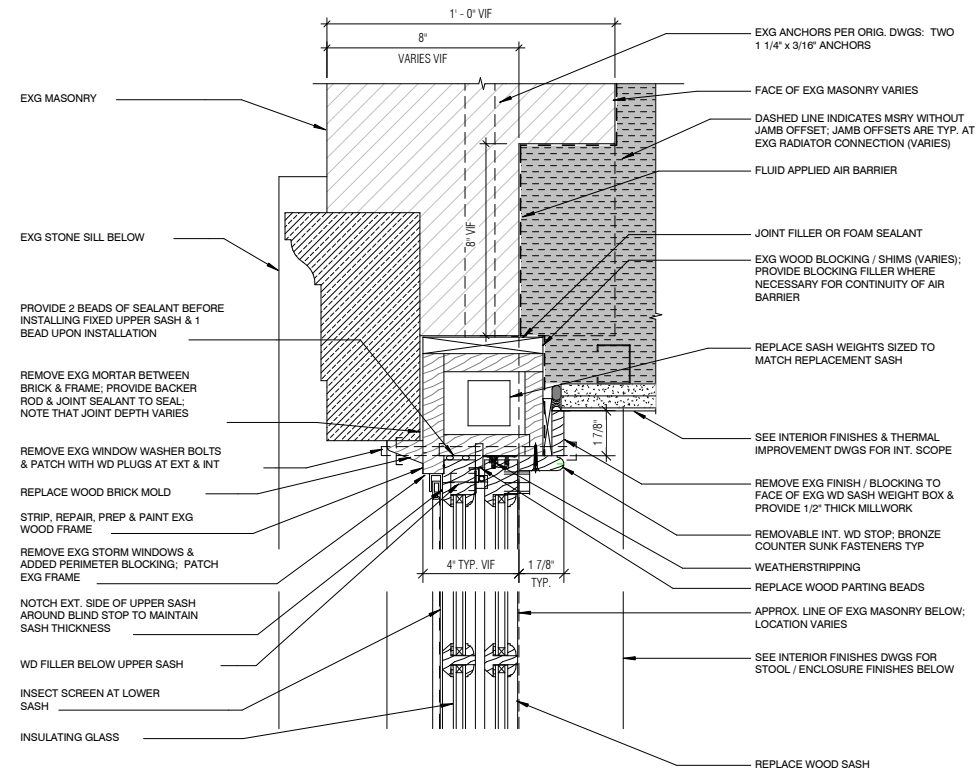 1' - 0" VIF
8"
VARIES VIF
EXG MASONRY
EXG STONE SILL BELOW
PROVIDE 2 BEADS OF SEALANT BEFORE
INSTALLING FIXED UPPER SASH & 1
BEAD UPON INSTALLATION
REMOVE EXG MORTAR BETWEEN
BRICK & FRAME; PROVIDE BACKER
ROD & JOINT SEALANT TO SEAL;
NOTE THAT JOINT DEPTH VARIES
REMOVE EXG WINDOW WASHER BOLTS
& PATCH WITH WD PLUGS AT EXT & INT
REPLACE WOOD BRICK MOLD
STRIP, REPAIR, PREP & PAINT EXG
WOOD FRAME
REMOVE EXG STORM WINDOWS &
ADDED PERIMETER BLOCKING; PATCH
EXG FRAME
NOTCH EXT. SIDE OF UPPER SASH
AROUND BLIND STOP TO MAINTAIN
SASH THICKNESS
WD FILLER BELOW UPPER SASH
INSECT SCREEN AT LOWER
SASH
INSULATING GLASS
8" VIF
1 7/8"
4" TYP. VIF
1 7/8"
TYP.
EXG ANCHORS PER ORIG. DWGS: TWO
1 1/4" x 3/16" ANCHORS
FACE OF EXG MASONRY VARIES
DASHED LINE INDICATES MSRY WITHOUT
JAMB OFFSET; JAMB OFFSETS ARE TYP. AT
EXG RADIATOR CONNECTION (VARIES)
FLUID APPLIED AIR BARRIER
JOINT FILLER OR FOAM SEALANT
EXG WOOD BLOCKING / SHIMS (VARIES);
PROVIDE BLOCKING FILLER WHERE
NECESSARY FOR CONTINUITY OF AIR
BARRIER
REPLACE SASH WEIGHTS SIZED TO
MATCH REPLACEMENT SASH
SEE INTERIOR FINISHES & THERMAL
IMPROVEMENT DWGS FOR INT. SCOPE
REMOVE EXG FINISH / BLOCKING TO
FACE OF EXG WD SASH WEIGHT BOX &
PROVIDE 1/2" THICK MILLWORK
REMOVABLE INT. WD STOP; BRONZE
COUNTER SUNK FASTENERS TYP
WEATHERSTRIPPING
REPLACE WOOD PARTING BEADS
APPROX. LINE OF EXG MASONRY BELOW;
LOCATION VARIES
SEE INTERIOR FINISHES DWGS FOR
STOOL / ENCLOSURE FINISHES BELOW
REPLACE WOOD SASH